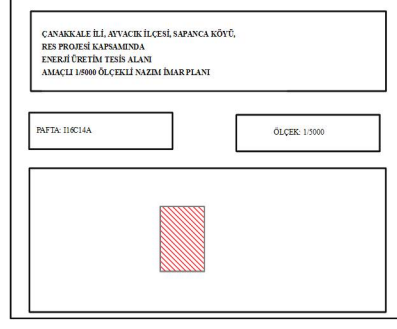 ÇANAKKALE İLİ, AYVACIK İLÇESİ, SAPANCA KÖYÜ,
RES PROJESİ KAPSAMINDA
ENERJİ ÜRETİM TESİS ALANI
AMAÇLI 1/5000 ÖLÇEKLİ NAZIM İMAR PLANI
PAFTA: I16C14A
ÖLÇEK: 1/5000